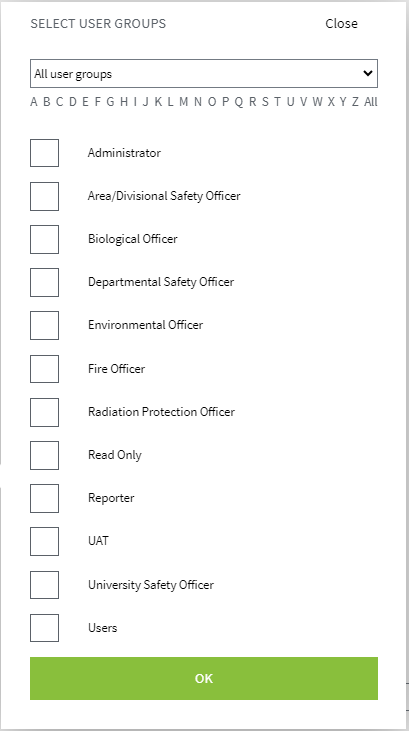 SELECT USER GROUPS Close
All user groups
A B C D E F G H I J K L M N O P Q R S T U V W X Y Z All
Administrator
Area/Divisional Safety Officer
Biological Officer
Departmental Safety Officer
Environmental Officer
Fire Officer
Radiation Protection Officer
Read Only
Reporter
UAT
University Safety Officer
Users
OK